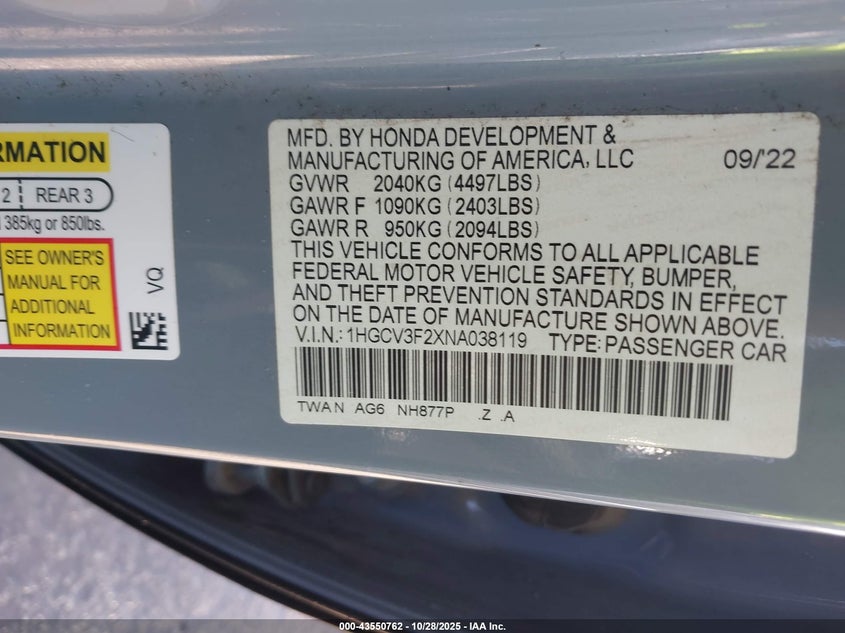 RMATION
2 REAR 3
385kg or 850lbs.
SEE OWNER'S
MANUAL FOR
ADDITIONAL
INFORMATION
VQ
MFD. BY HONDA DEVELOPMENT &
MANUFACTURING OF AMERICA, LLC 09/'22
GVWR 2040KG (4497LBS)
GAWR F 1090KG (2403LBS)
GAWR R 950KG (2094LBS)
THIS VEHICLE CONFORMS TO ALL APPLICABLE
FEDERAL MOTOR VEHICLE SAFETY, BUMPER,
AND THEFT PREVENTION STANDARDS IN EFFECT
ON THE DATE OF MANUFACTURE SHOWN ABOVE.
V.I.N.: 1HGCV3F2XNA038119 TYPE: PASSENGER CAR
TWA N AG6 NH877P .Z .A
000-43550762 - 10/28/2025 - IAA Inc.